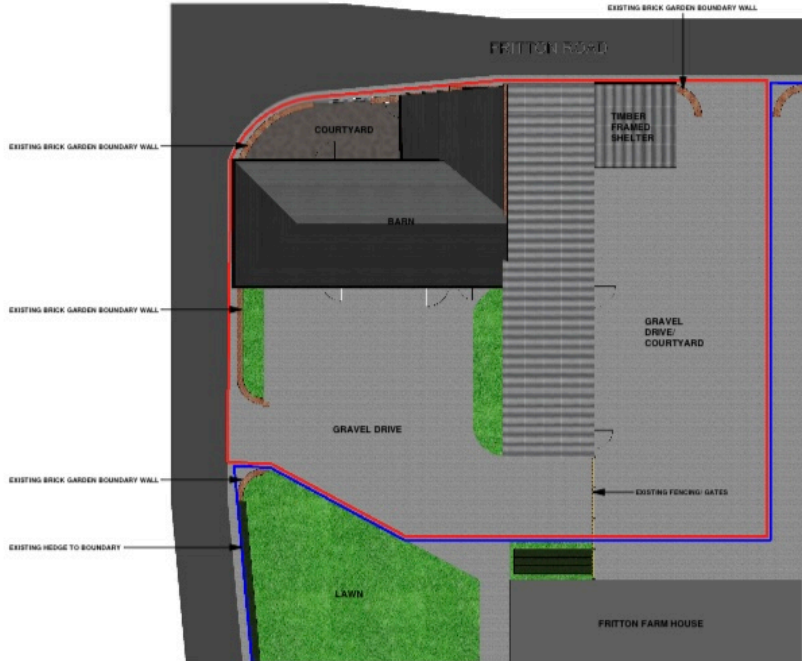 EXISTING BRICK GARDEN BOUNDARY WALL
FRITTON ROAD
TIMBER
FRAMED
SHELTER
COURTYARD
EXISTING BRICK GARDEN BOUNDARY WALL
BARN
EXISTING BRICK GARDEN BOUNDARY WALL
GRAVEL
DRIVE/
COURTYARD
GRAVEL DRIVE
EXISTING BRICK GARDEN BOUNDARY WALL
EXISTING FENCING/ GATES
EXISTING HEDGE TO BOUNDARY
LAWN
FRITTON FARM HOUSE